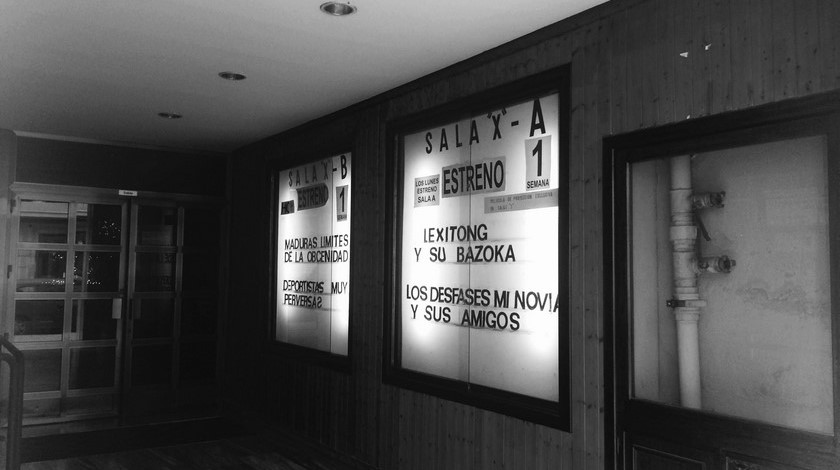 SALA X-B
ESTRENO
1
MADURAS LIMITES
DE LA OBCENIDAD
DEPORTISTAS MUY
PERVERSAS
SALA X-A
LOS LUNES
ESTRENO
SALA A
ESTRENO
1
SEMANA
LEXITONG
Y SU BAZOKA
LOS DESFASES MI NOVIA
Y SUS AMIGOS